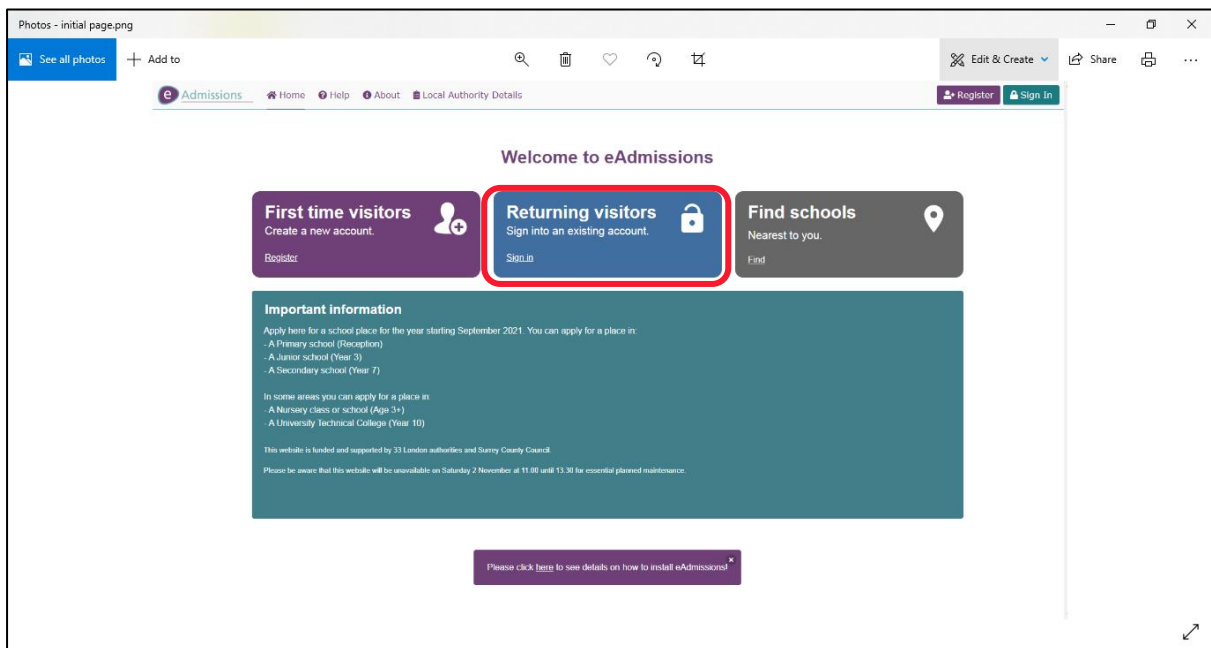 Photos - initial page.png
See all photos
Add to
Edit & Create
Share
e Admissions
Home
Help
About
Local Authority Details
Register
Sign In
Welcome to eAdmissions
First time visitors
Create a new account.
Register
Returning visitors
Sign into an existing account.
Sign in
Find schools
Nearest to you.
Find
Important information
Apply here for a school place for the year starting September 2021. You can apply for a place in:
- A Primary school (Reception)
- A Junior school (Year 3)
- A Secondary school (Year 7)
In some areas you can apply for a place in
- A Nursery class or school (Age 3+)
- A University Technical College (Year 10)
This website is funded and supported by 33 London authorities and Surrey County Council.
Please be aware that this website will be unavailable on Saturday 2 November at 11.00 until 13.30 for essential planned maintenance.
Please click here to see details on how to install eAdmissions!